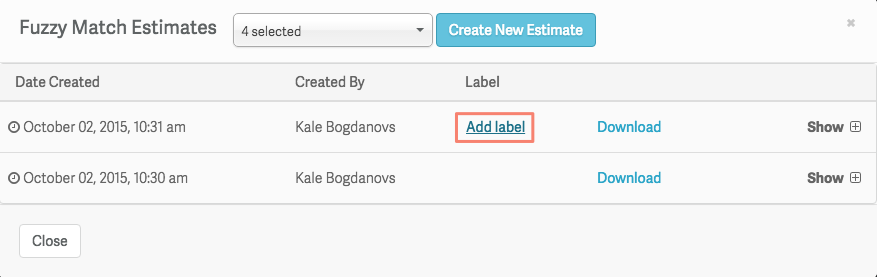 Fuzzy Match Estimates 4 selected Create New Estimate ×
Date Created Created By Label
October 02, 2015, 10:31 am Kale Bogdanovs Add label Download Show
October 02, 2015, 10:30 am Kale Bogdanovs Download Show
Close